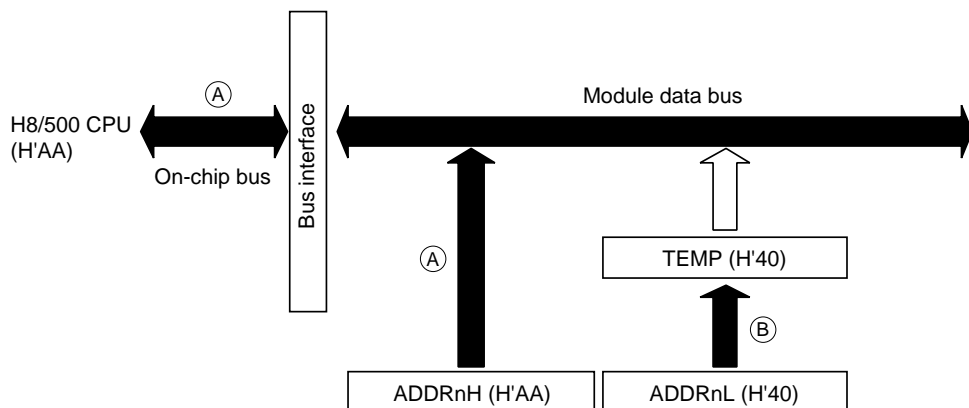 Ⓐ
Module data bus
H8/500 CPU
(H'AA)
On-chip bus
Bus interface
Ⓐ
TEMP (H'40)
Ⓑ
ADDRnH (H'AA)
ADDRnL (H'40)